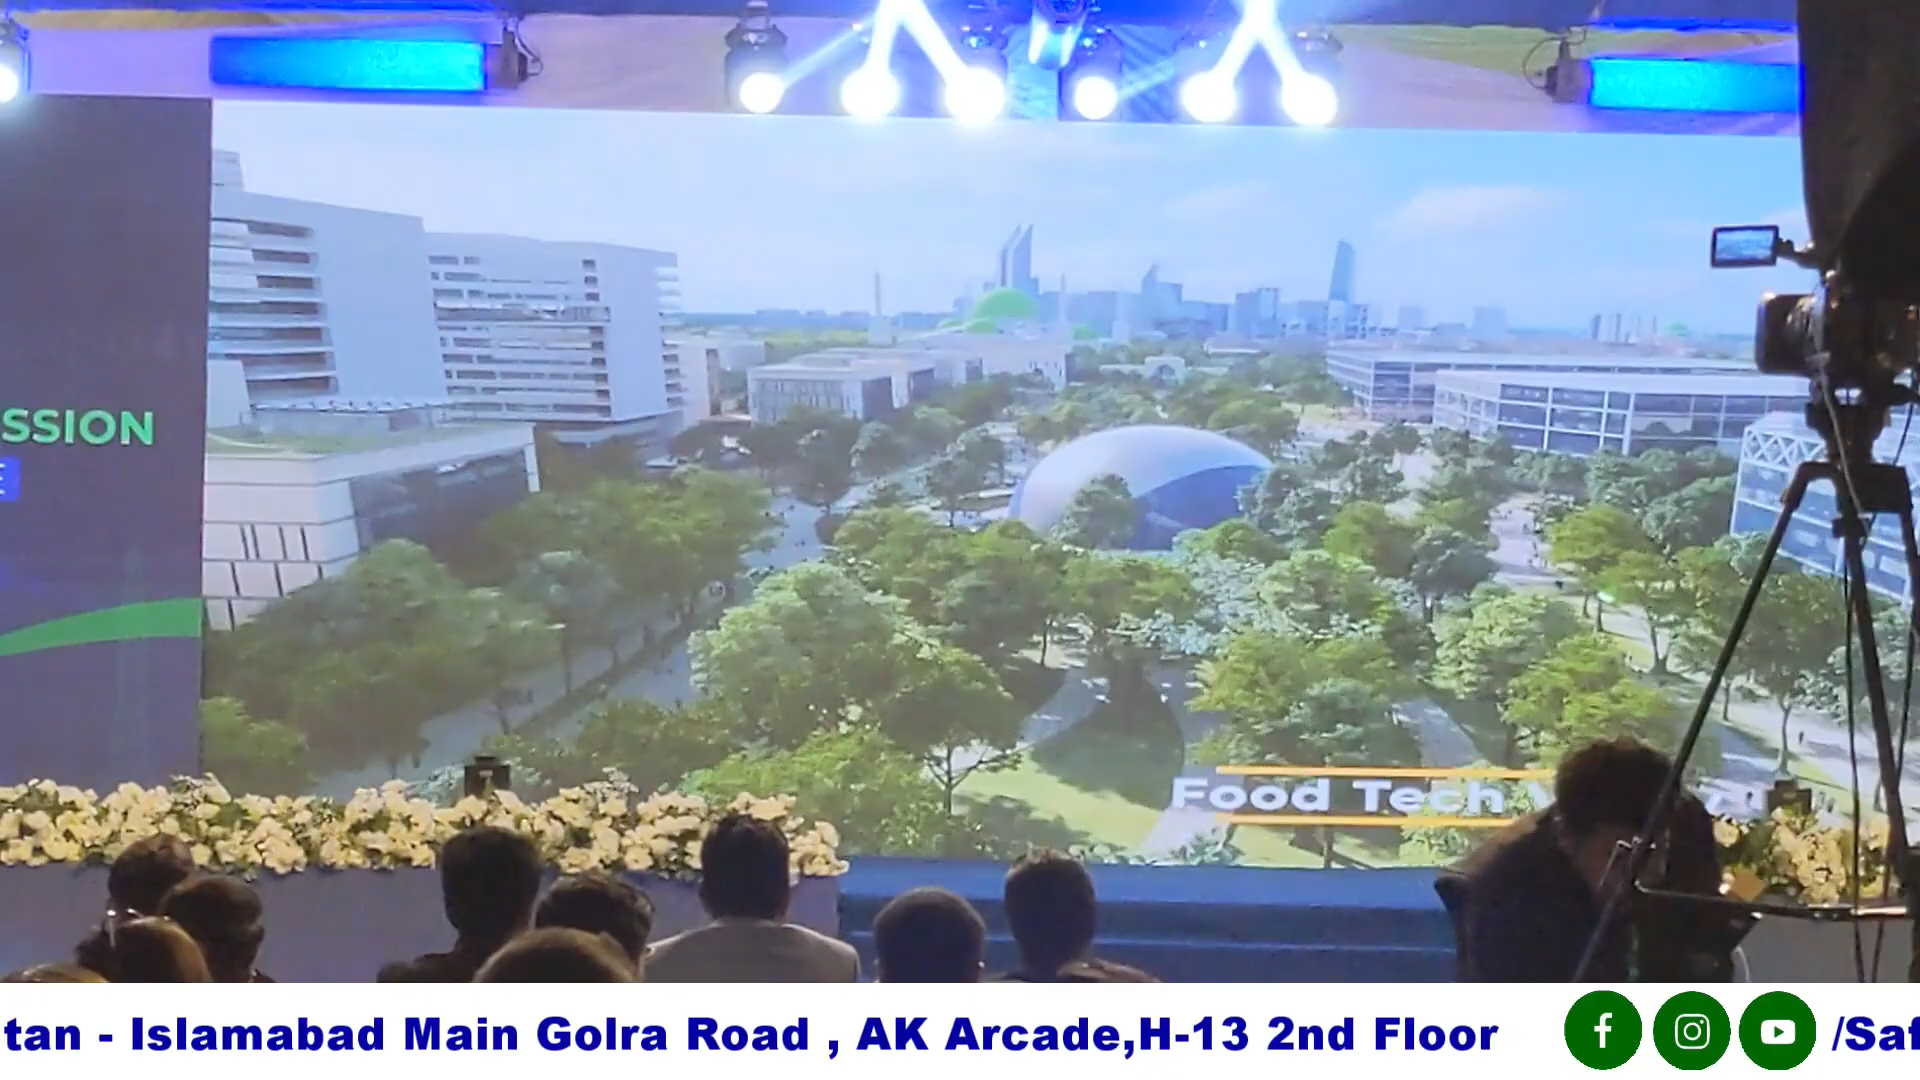 SSION
E
Food Tech V
tan - Islamabad Main Golra Road , AK Arcade,H-13 2nd Floor
/Saf